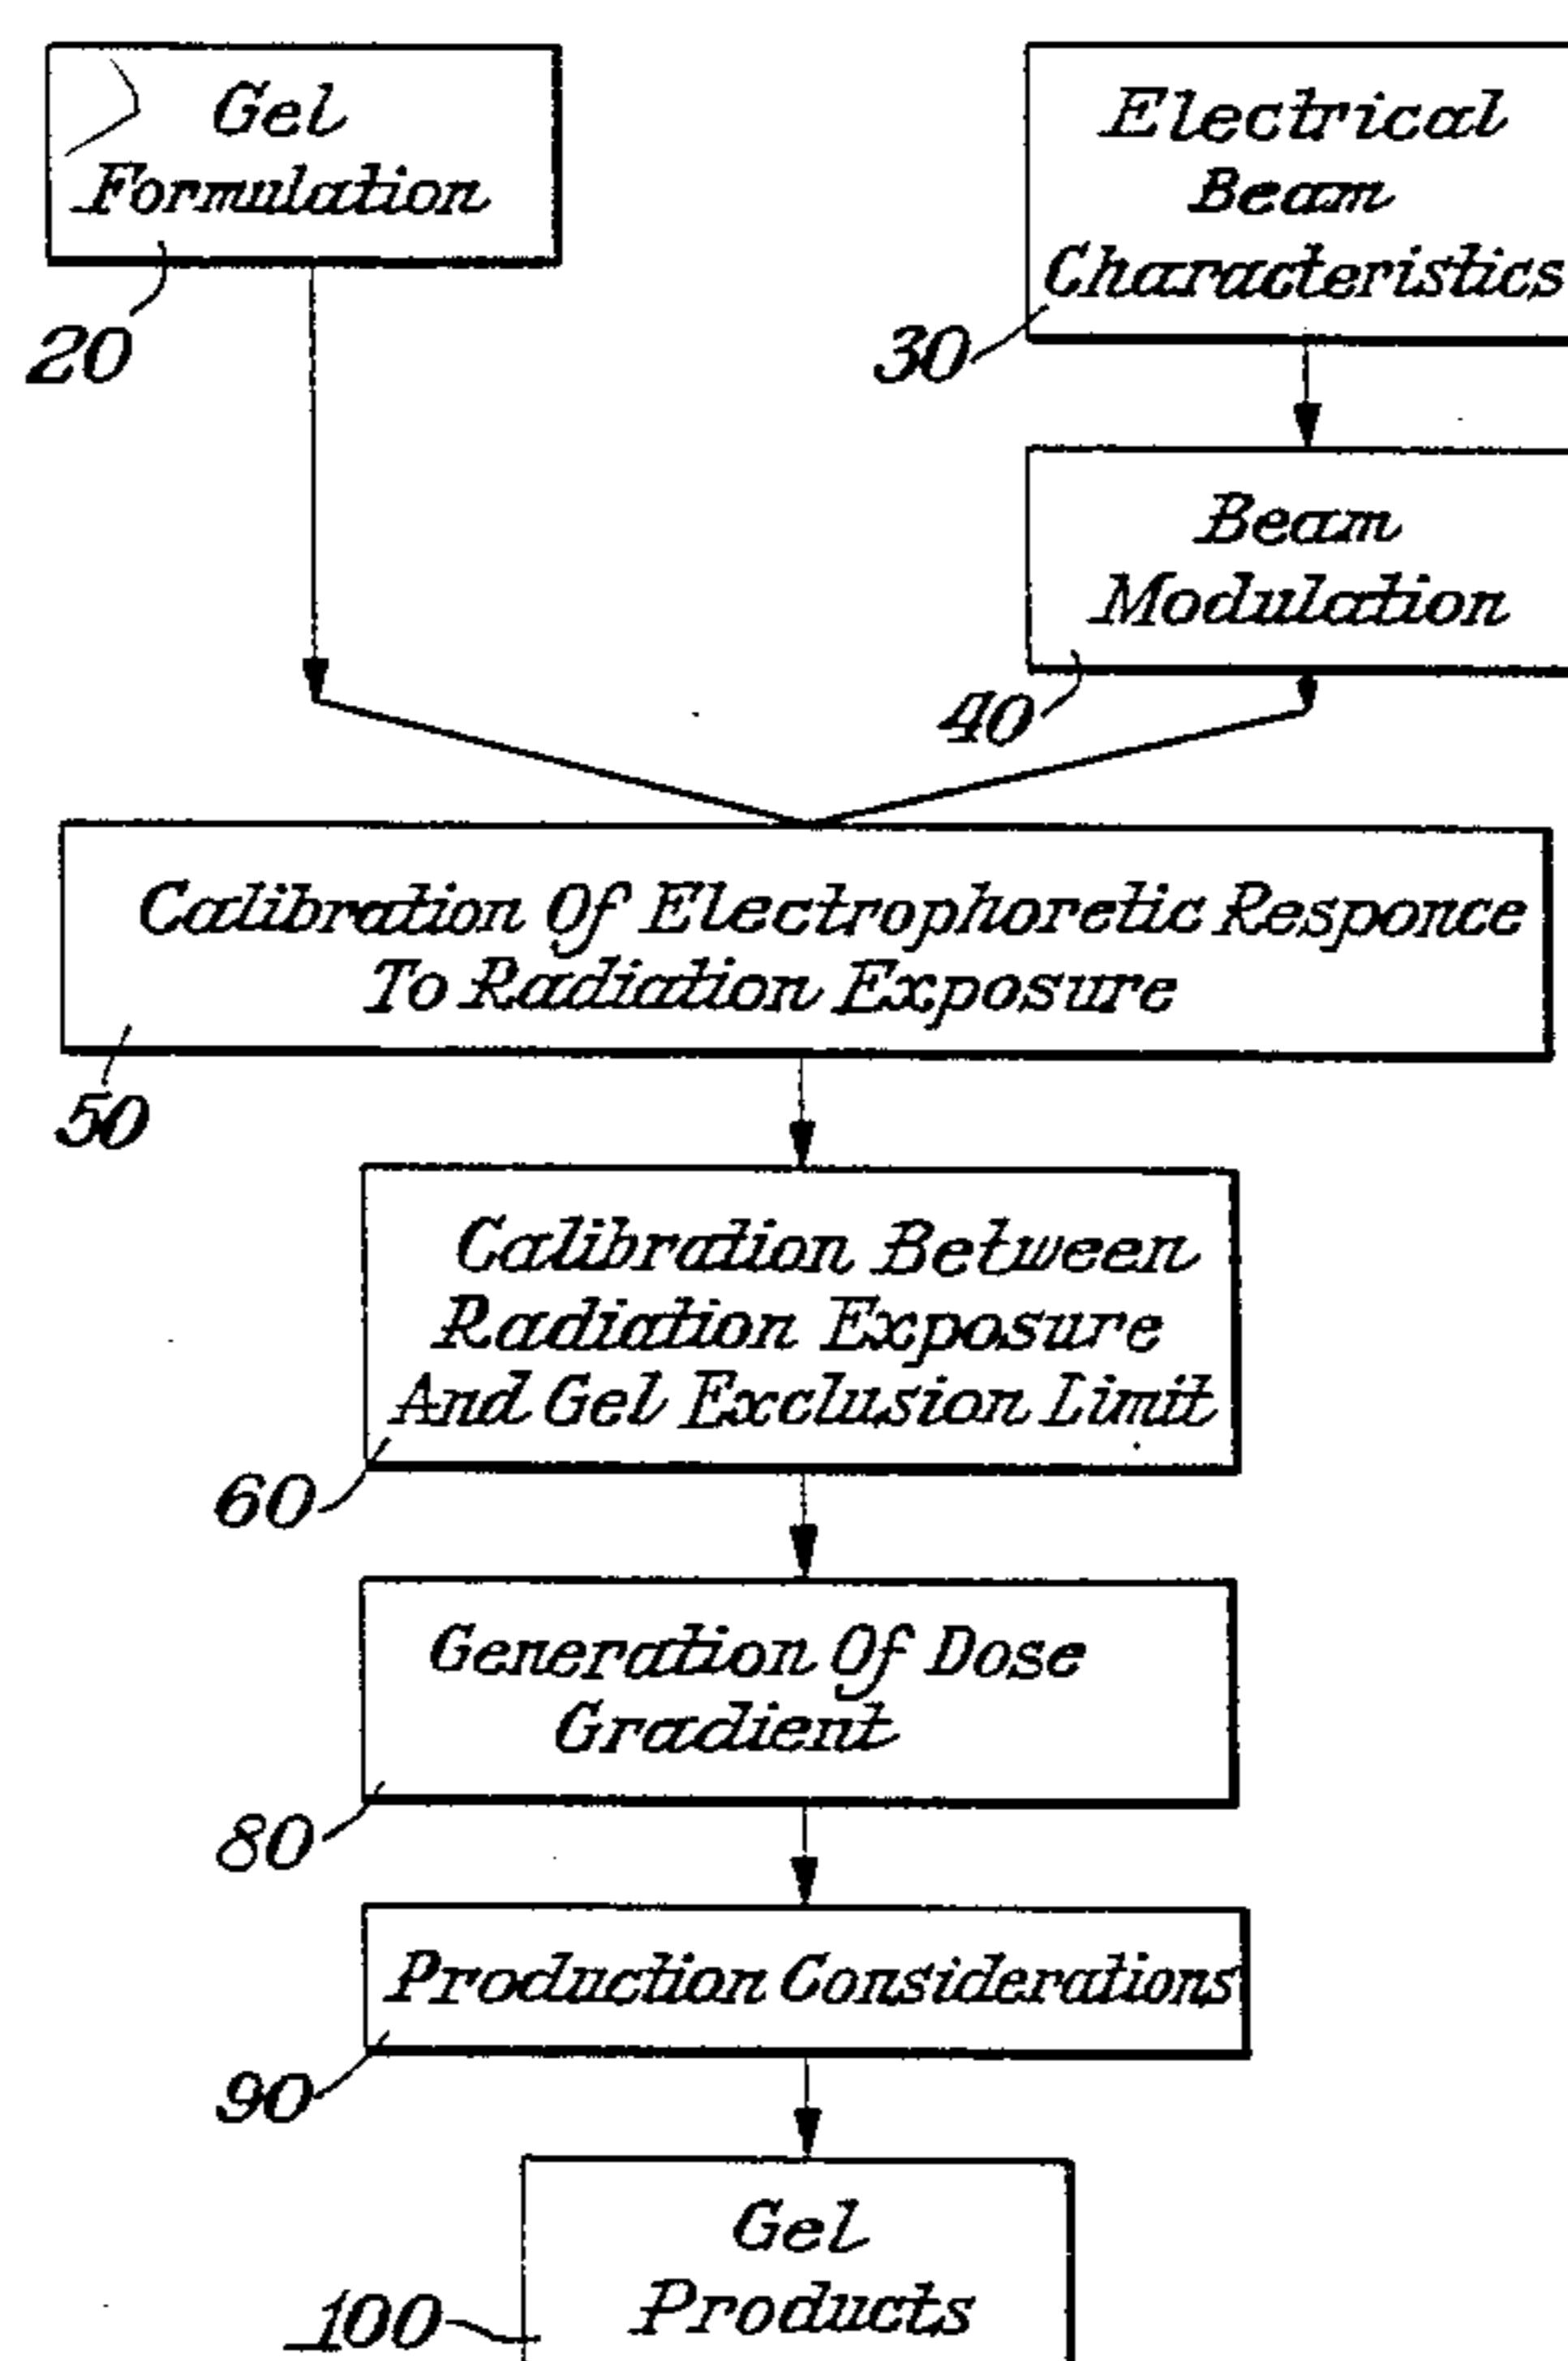 Gel
Formulation
20
Electrical
Beam
Characteristics
30
Beam
Modulation
40
Calibration Of Electrophoretic Responce
To Radiation Exposure
50
Calibration Between
Radiation Exposure
And Gel Exclusion Limit
60
Generation Of Dose
Gradient
80
Production Considerations
90
Gel
Products
100